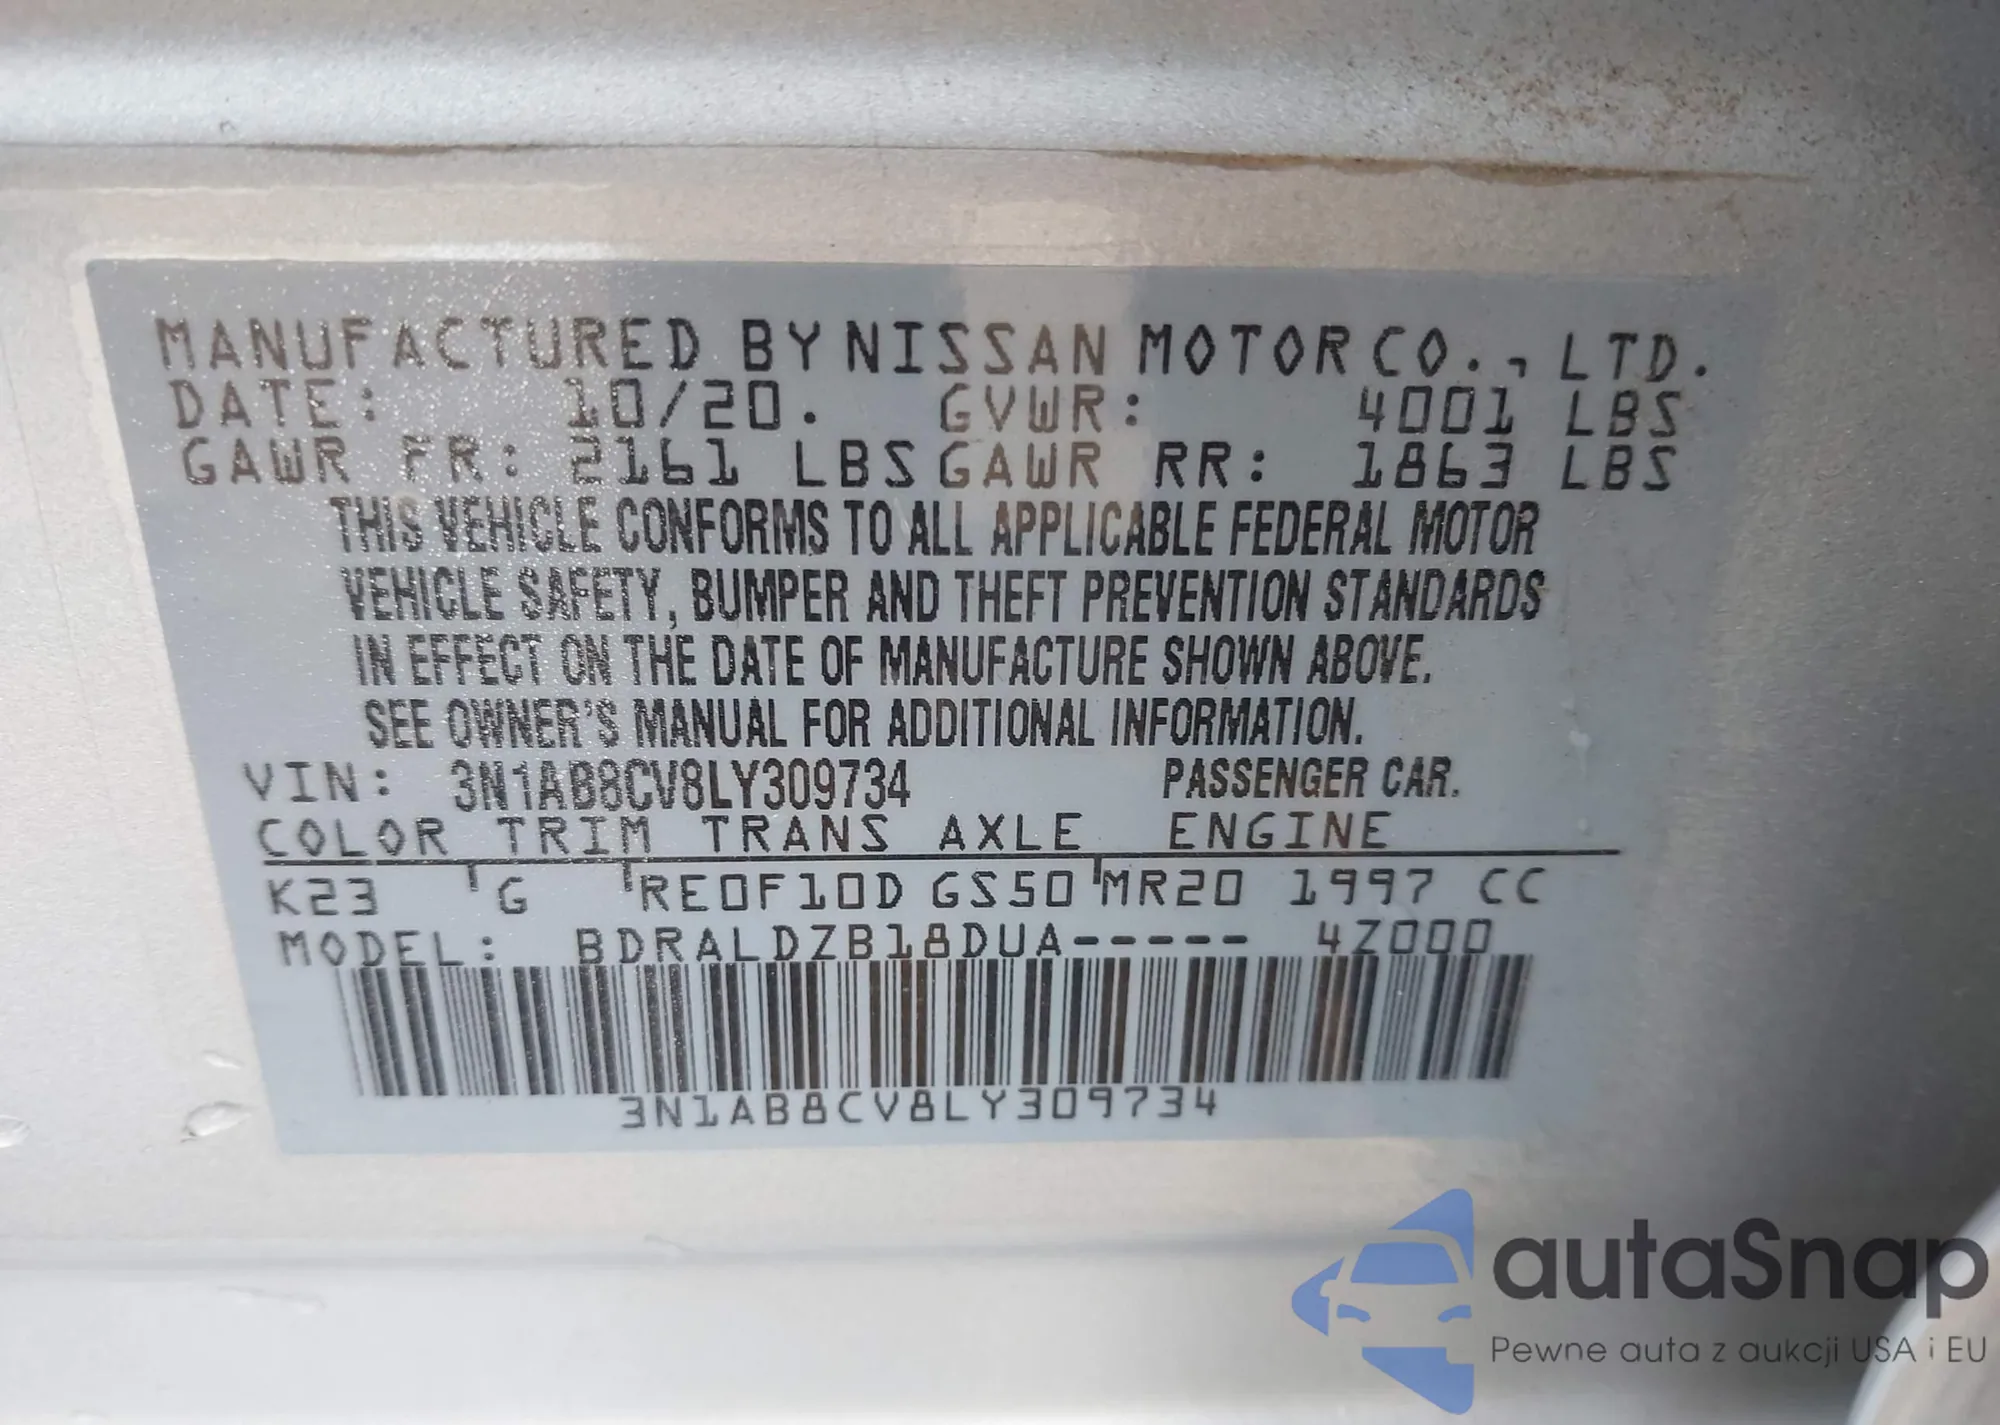 MANUFACTURED BY NISSAN MOTOR CO., LTD.
DATE: 10/20. GVWR: 4001 LBS
GAWR FR: 2161 LBS GAWR RR: 1863 LBS
THIS VEHICLE CONFORMS TO ALL APPLICABLE FEDERAL MOTOR
VEHICLE SAFETY, BUMPER AND THEFT PREVENTION STANDARDS
IN EFFECT ON THE DATE OF MANUFACTURE SHOWN ABOVE.
SEE OWNER'S MANUAL FOR ADDITIONAL INFORMATION.
VIN: 3N1AB8CV8LY309734 PASSENGER CAR.
COLOR TRIM TRANS AXLE ENGINE
K23 G RE0F10D GS50 MR20 1997 CC
MODEL: BDRALDZB18DUA----- 4Z000
3N1AB8CV8LY309734
autaSnap
Pewne auta z aukcji USA i EU